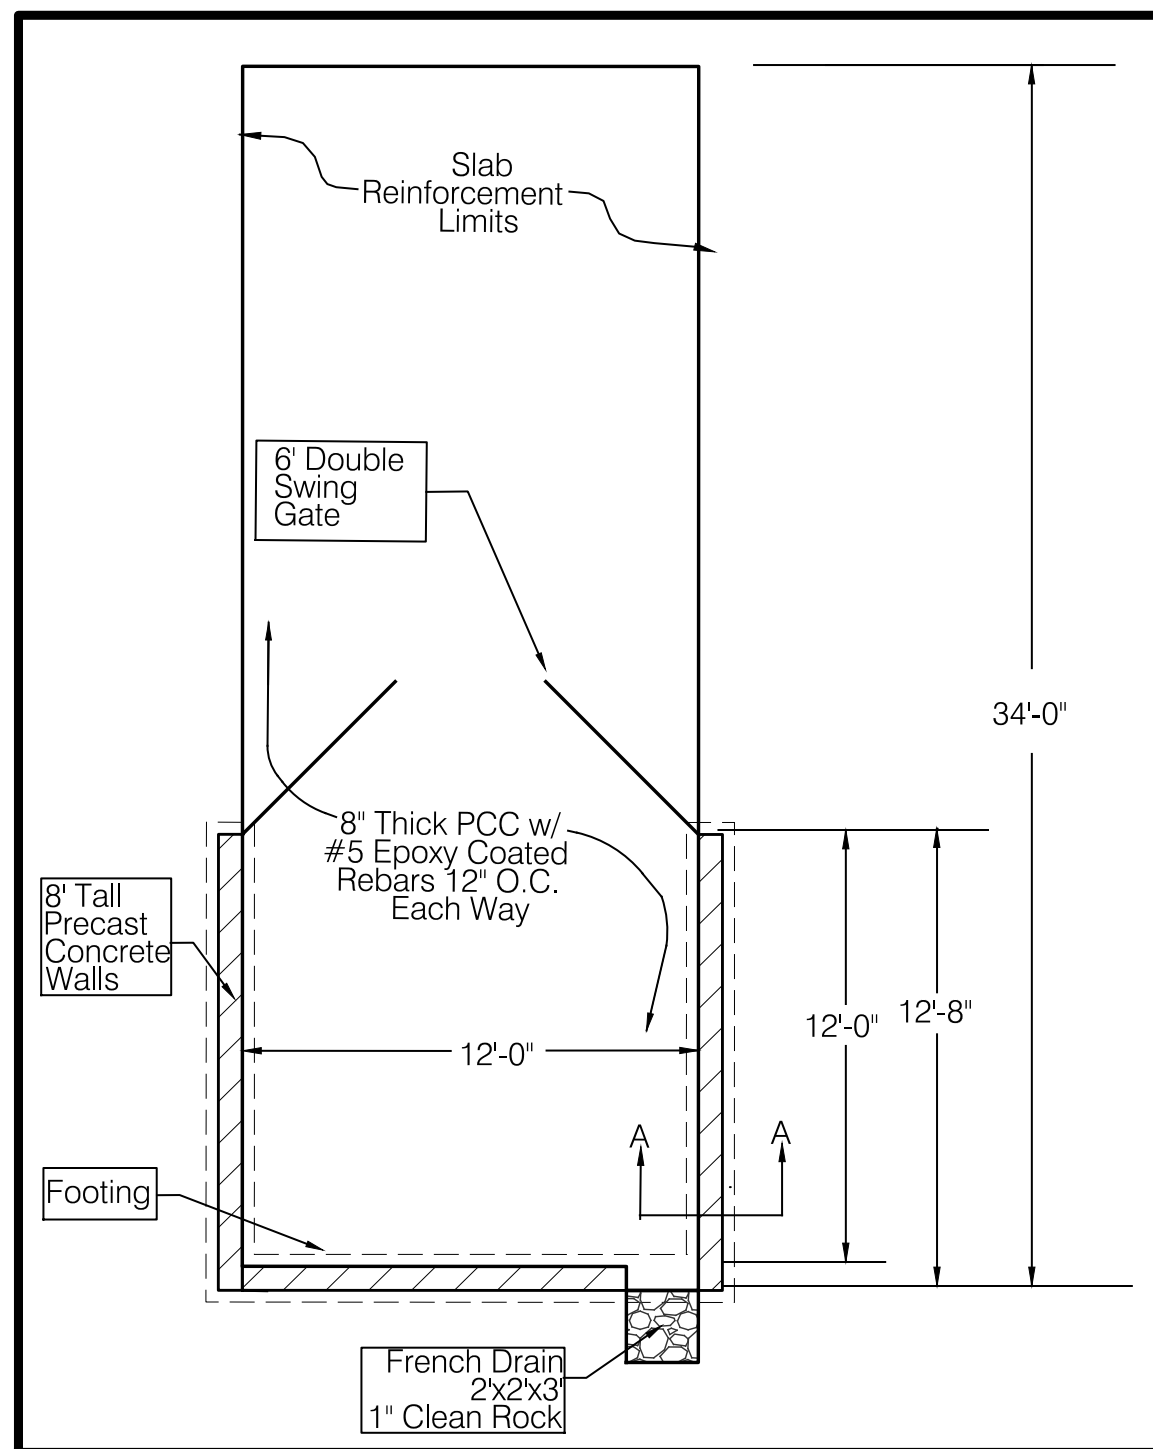 Slab
Reinforcement
Limits
6' Double
Swing
Gate
34'-0"
8" Thick PCC w/
#5 Epoxy Coated
Rebars 12" O.C.
Each Way
8' Tall
Precast
Concrete
Walls
12'-0"
12'-8"
12'-0"
A
A
Footing
French Drain
2'x2'x3'
1" Clean Rock